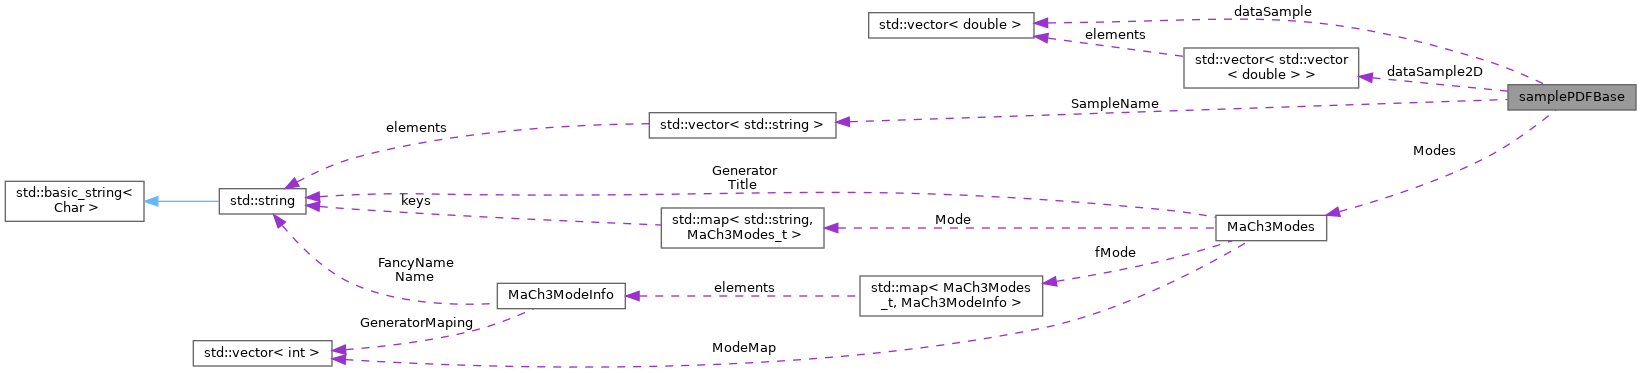 dataSample
std::vector< double >
elements
std::vector< std::vector
< double > >
dataSample2D
samplePDFBase
SampleName
std::vector< std::string >
elements
Modes
Generator
Title
std::basic_string<
Char >
std::string
keys
std::map< std::string,
MaCh3Modes_t >
Mode
MaCh3Modes
fMode
FancyName
Name
MaCh3ModeInfo
elements
std::map< MaCh3Modes
_t, MaCh3ModeInfo >
GeneratorMaping
std::vector< int >
ModeMap